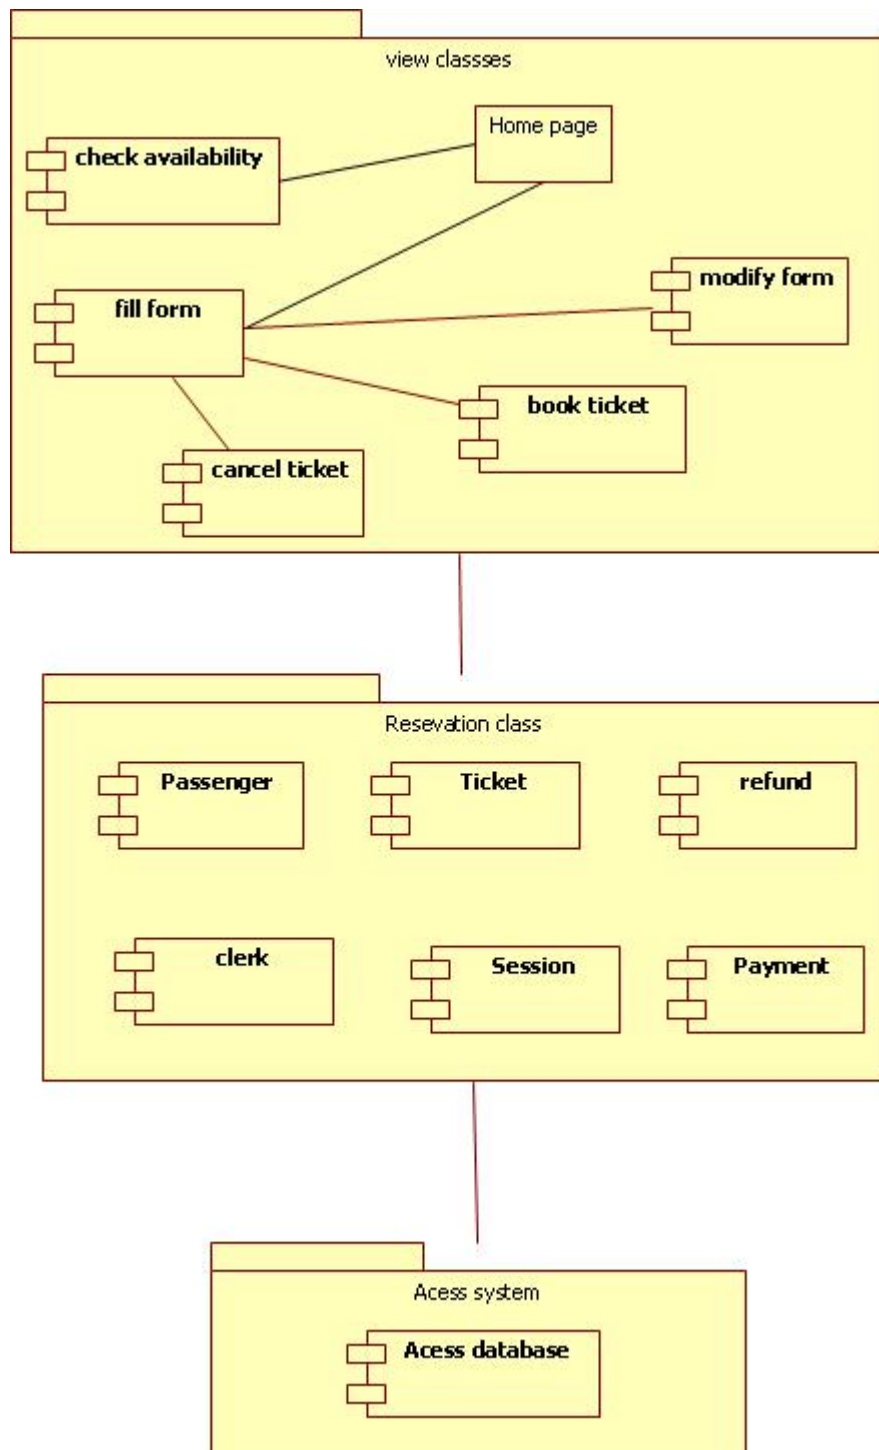 view classses
Home page
check availability
modify form
fill form
book ticket
cancel ticket
Resevation class
Passenger
Ticket
refund
clerk
Session
Payment
Acess system
Acess database